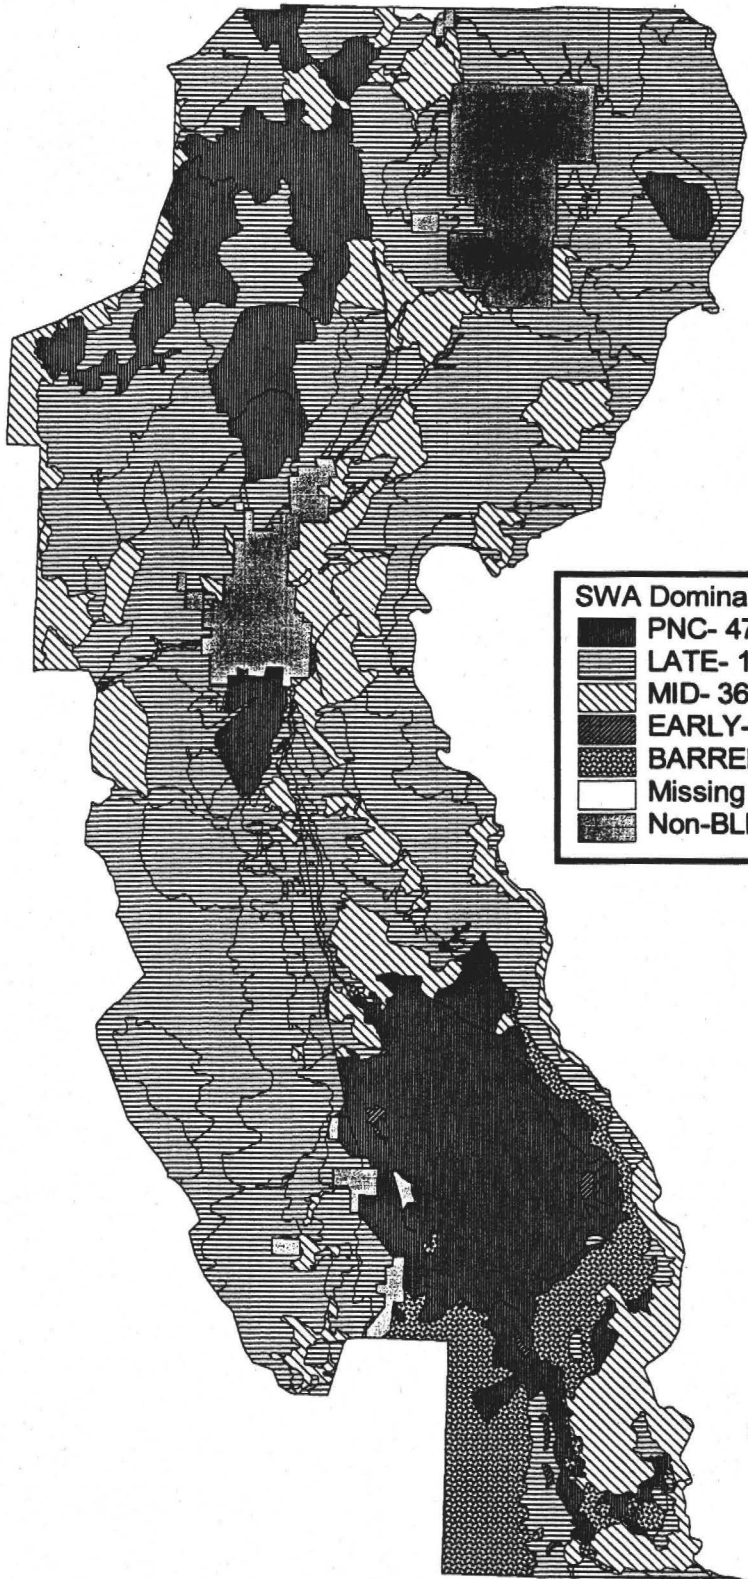 SWA Domina
PNC- 47
LATE- 1
MID- 36
EARLY-
BARREI
Missing
Non-BLI